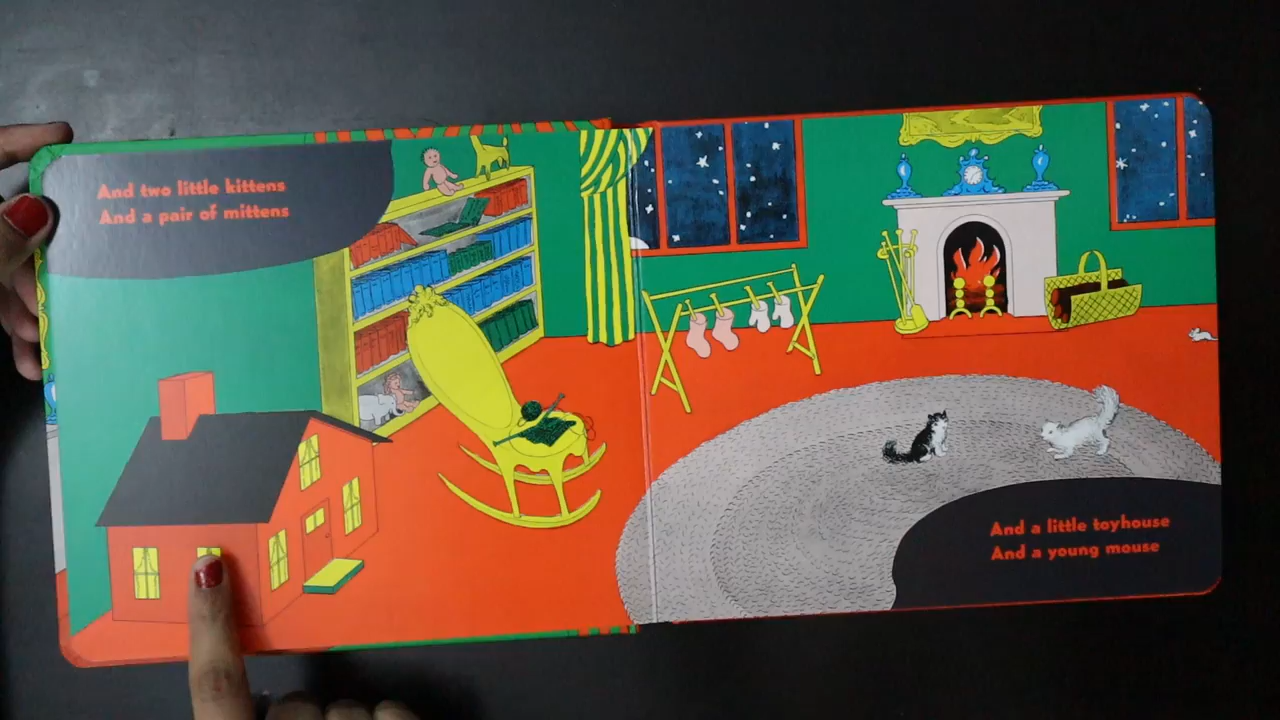 And two little kittens
And a pair of mittens
And a little toyhouse
And a young mouse